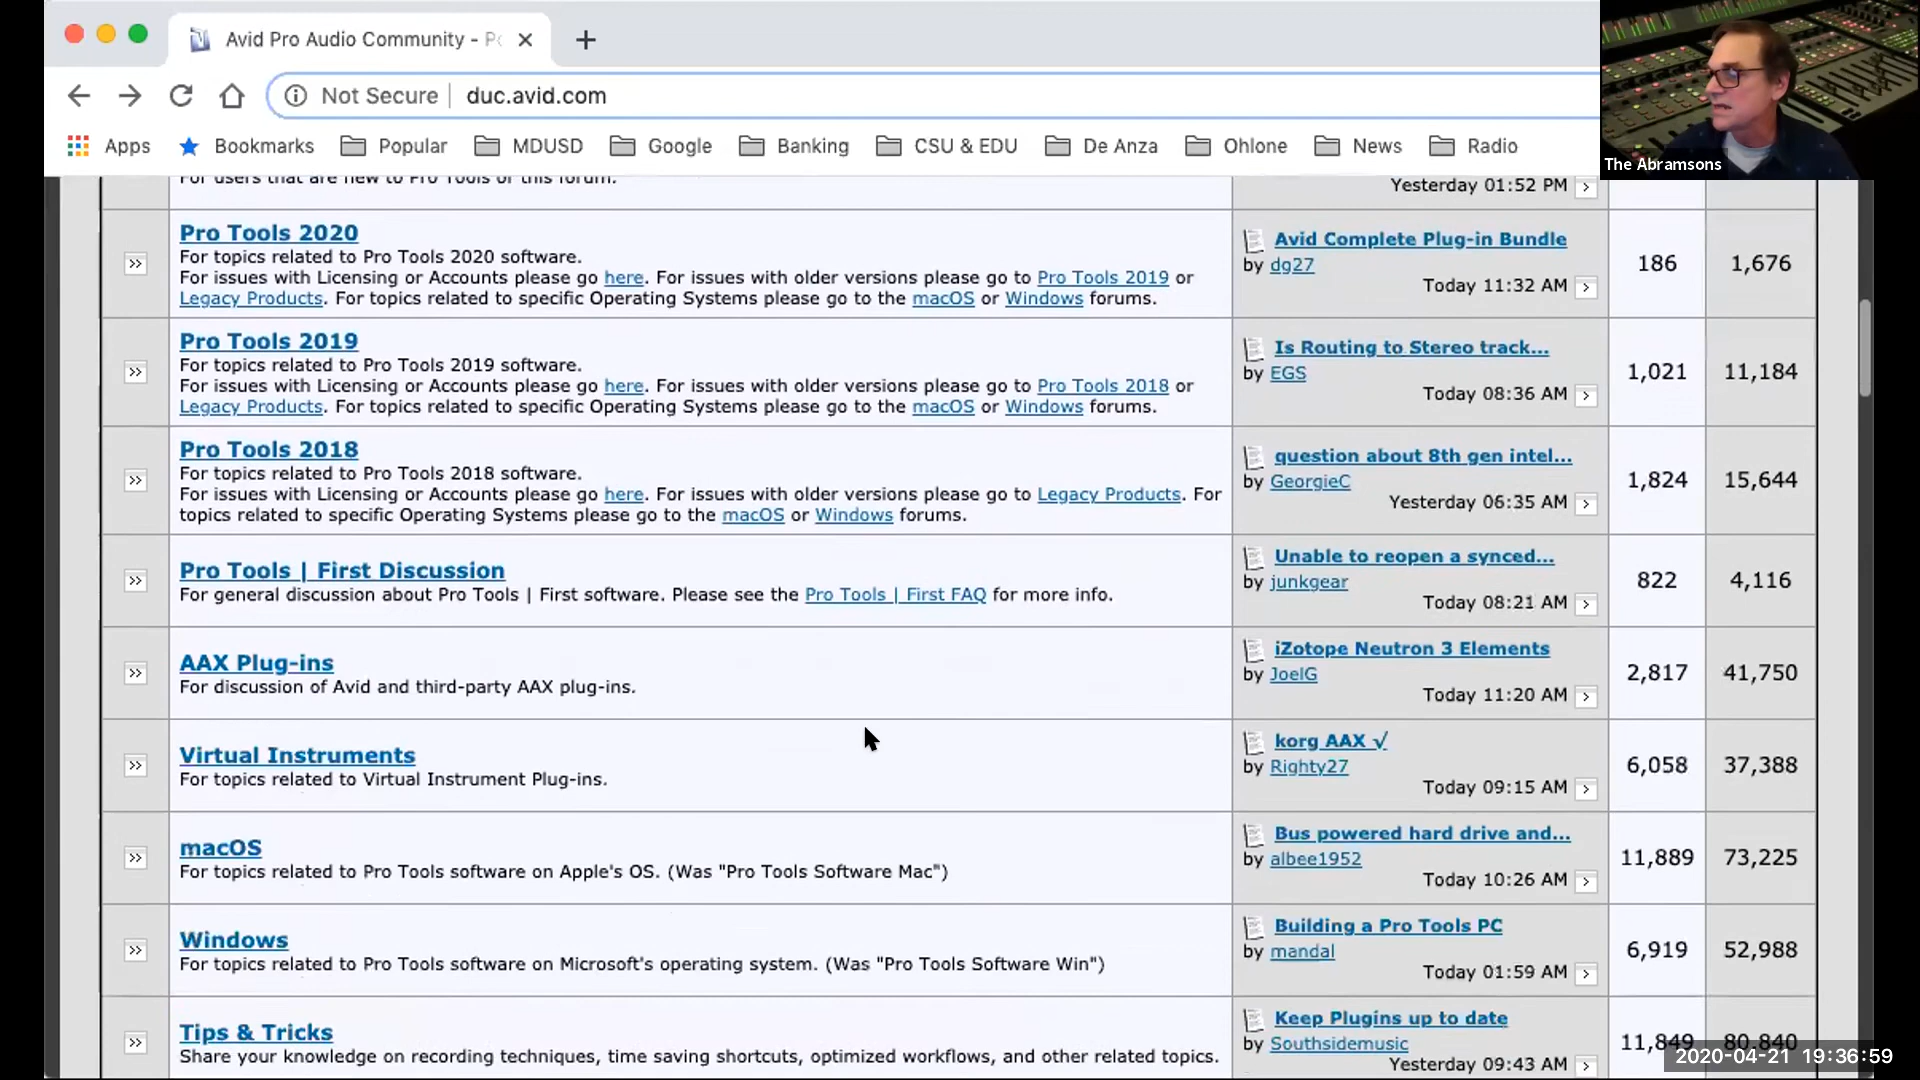 Avid Pro Audio Community - Po
Not Secure duc.avid.com
Apps Bookmarks Popular MDUSD Google Banking CSU & EDU De Anza Ohlone News Radio
The Abramsons
For users that are new to Pro Tools or this forum.
Yesterday 01:52 PM
Pro Tools 2020
For topics related to Pro Tools 2020 software.
For issues with Licensing or Accounts please go here. For issues with older versions please go to Pro Tools 2019 or
Legacy Products. For topics related to specific Operating Systems please go to the macOS or Windows forums.
Avid Complete Plug-in Bundle
by dg27
Today 11:32 AM
186 1,676
Pro Tools 2019
For topics related to Pro Tools 2019 software.
For issues with Licensing or Accounts please go here. For issues with older versions please go to Pro Tools 2018 or
Legacy Products. For topics related to specific Operating Systems please go to the macOS or Windows forums.
Is Routing to Stereo track...
by EGS
Today 08:36 AM
1,021 11,184
Pro Tools 2018
For topics related to Pro Tools 2018 software.
For issues with Licensing or Accounts please go here. For issues with older versions please go to Legacy Products. For
topics related to specific Operating Systems please go to the macOS or Windows forums.
question about 8th gen intel...
by GeorgieC
Yesterday 06:35 AM
1,824 15,644
Pro Tools | First Discussion
For general discussion about Pro Tools | First software. Please see the Pro Tools | First FAQ for more info.
Unable to reopen a synced...
by junkgear
Today 08:21 AM
822 4,116
AAX Plug-ins
For discussion of Avid and third-party AAX plug-ins.
iZotope Neutron 3 Elements
by JoelG
Today 11:20 AM
2,817 41,750
Virtual Instruments
For topics related to Virtual Instrument Plug-ins.
korg AAX √
by Righty27
Today 09:15 AM
6,058 37,388
macOS
For topics related to Pro Tools software on Apple's OS. (Was "Pro Tools Software Mac")
Bus powered hard drive and...
by albee1952
Today 10:26 AM
11,889 73,225
Windows
For topics related to Pro Tools software on Microsoft's operating system. (Was "Pro Tools Software Win")
Building a Pro Tools PC
by mandal
Today 01:59 AM
6,919 52,988
Tips & Tricks
Share your knowledge on recording techniques, time saving shortcuts, optimized workflows, and other related topics.
Keep Plugins up to date
by Southsidemusic
Yesterday 09:43 AM
11,849 80,840
2020-04-21 19:36:59